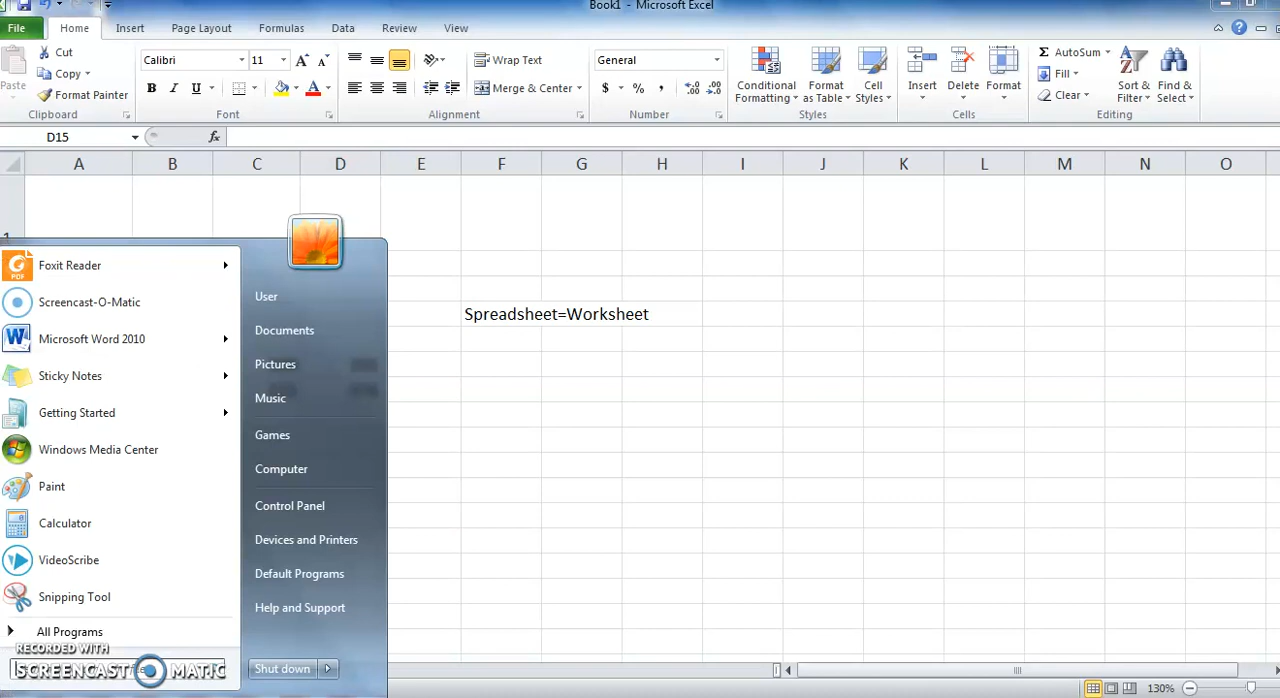 Book1 - Microsoft Excel
File Home Insert Page Layout Formulas Data Review View
Cut
Copy
Format Painter
Paste
Clipboard
Calibri 11
B I U
A A
A
Font
Wrap Text
Merge & Center
Alignment
General
$ % ,
Number
Conditional Formatting
Format as Table
Cell Styles
Styles
Insert Delete Format
Cells
Σ AutoSum
Fill
Clear
Sort & Filter
Find & Select
Editing
D15 fx
A B C D E F G H I J K L M N O
1
Spreadsheet=Worksheet
Foxit Reader
Screencast-O-Matic
Microsoft Word 2010
Sticky Notes
Getting Started
Windows Media Center
Paint
Calculator
VideoScribe
Snipping Tool
All Programs
User
Documents
Pictures
Music
Games
Computer
Control Panel
Devices and Printers
Default Programs
Help and Support
Shut down
RECORDED WITH
SCREENCAST MATIC
130%